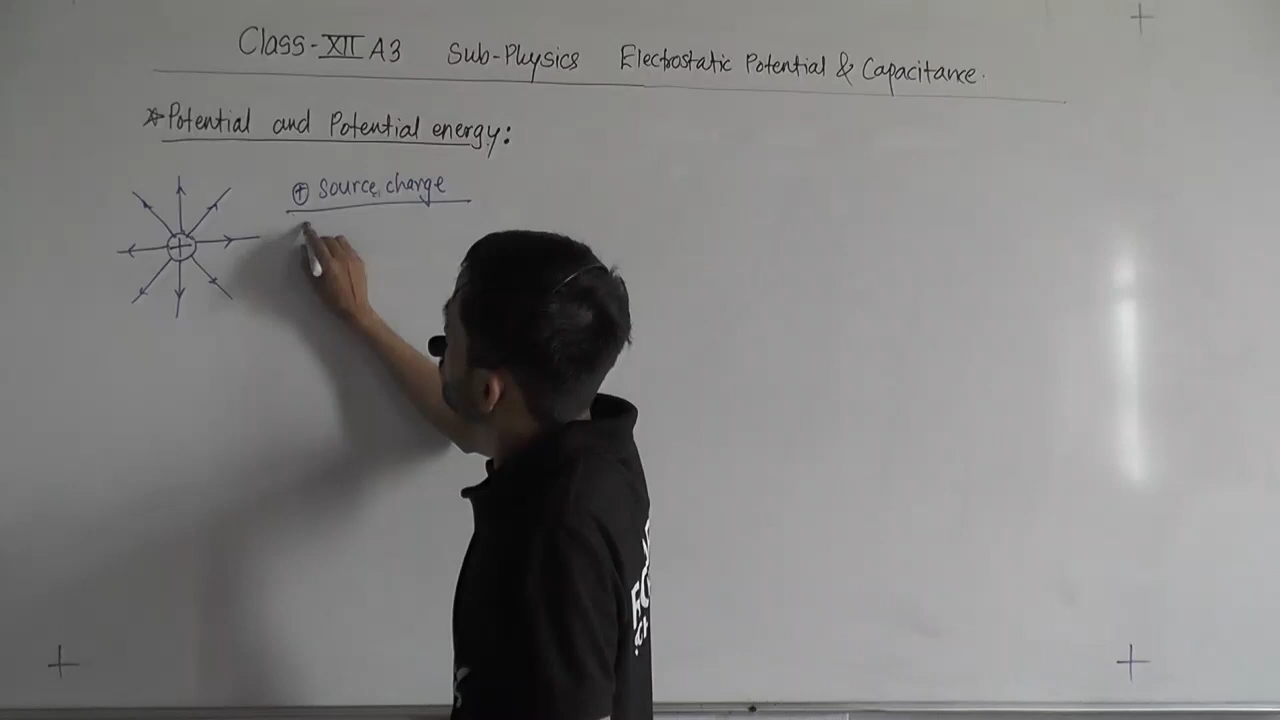 Class-XII A3 Sub-Physics Electrostatic Potential & Capacitance.
*Potential and Potential energy:
⊕ source charge
+